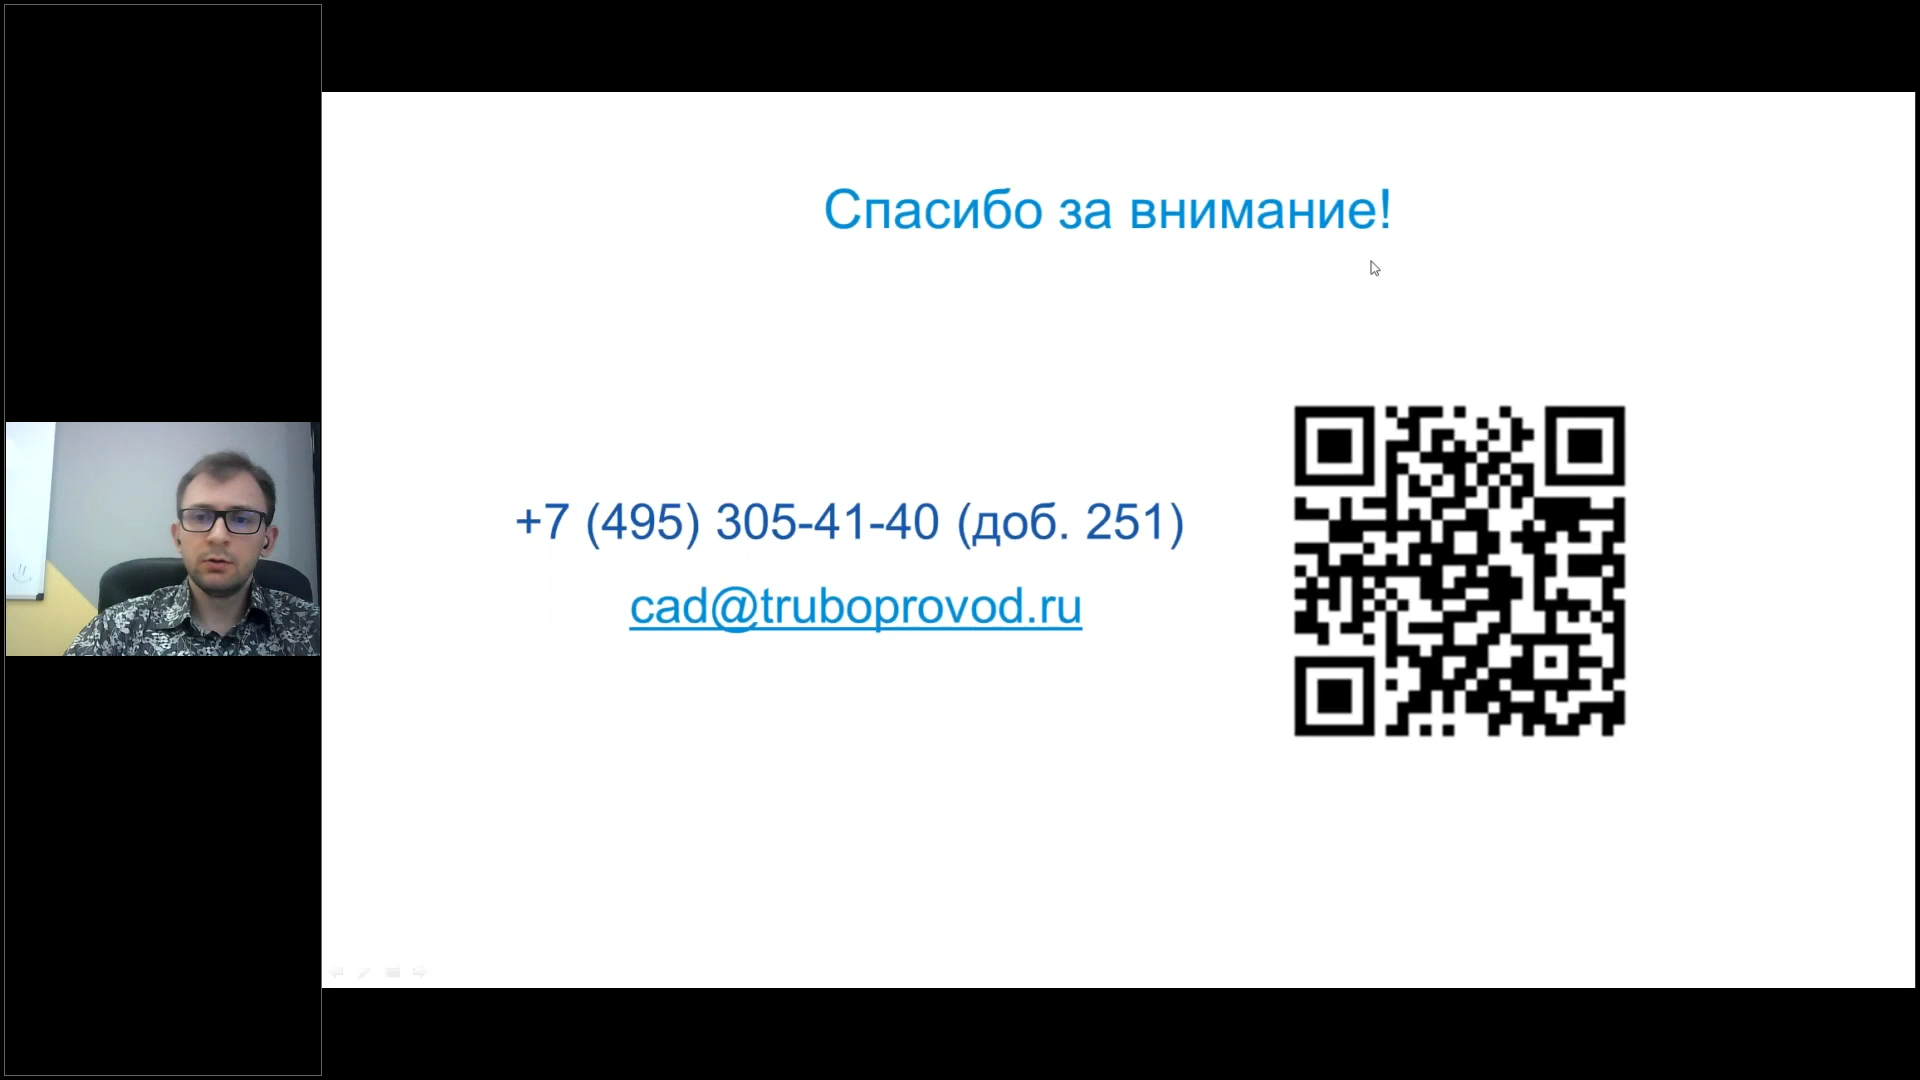 Спасибо за внимание!
+7 (495) 305-41-40 (доб. 251)
cad@truboprovod.ru